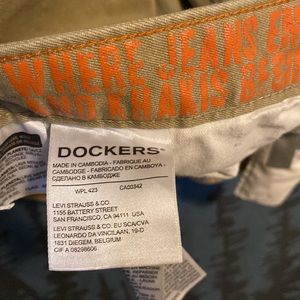 WHERE JEANS EN
AND KHAKIS BEGI
DOCKERS®
MADE IN CAMBODIA - FABRIQUE AU
CAMBODGE - FABRICADO EN CAMBOYA -
СДЕЛАНО В КАМБОДЖЕ
WPL 423 CA00342
LEVI STRAUSS & CO.
1155 BATTERY STREET
SAN FRANCISCO, CA 94111 USA
LEVI STRAUSS & CO. EU SCA/CVA
LEONARDO DA VINCILAAN, 19-D
1831 DIEGEM, BELGIUM
CIF A 08298606